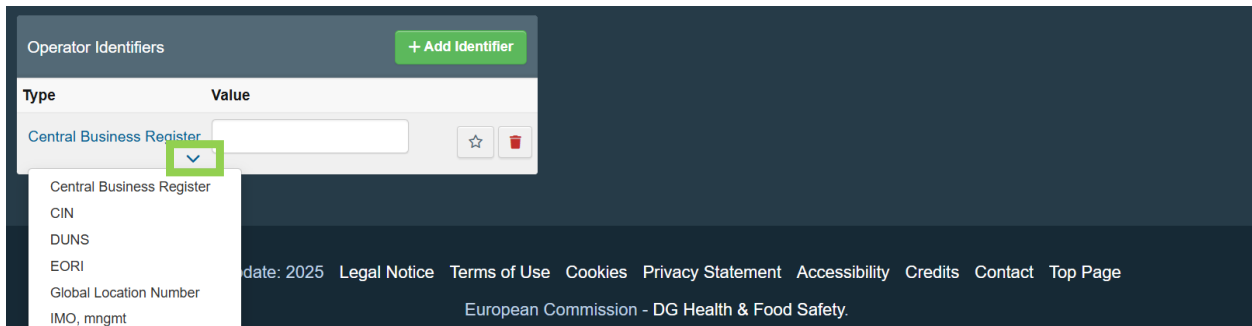 Operator Identifiers
+ Add Identifier
Type Value
Central Business Register
Central Business Register
CIN
DUNS
EORI
Global Location Number
IMO, mngmt
date: 2025 Legal Notice Terms of Use Cookies Privacy Statement Accessibility Credits Contact Top Page
European Commission - DG Health & Food Safety.